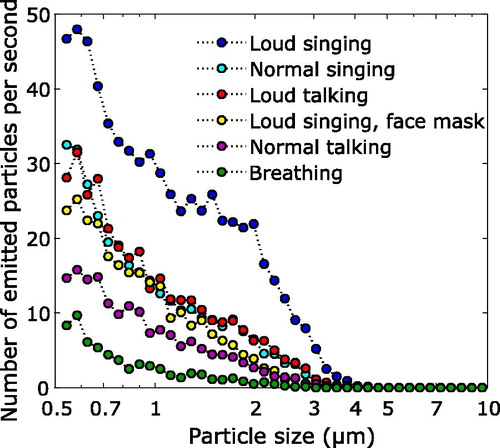 Number of emitted particles per second
50
40
30
20
10
0
Loud singing
Normal singing
Loud talking
Loud singing, face mask
Normal talking
Breathing
0.5 0.7 1 2 3 4 5 7 10
Particle size (μm)